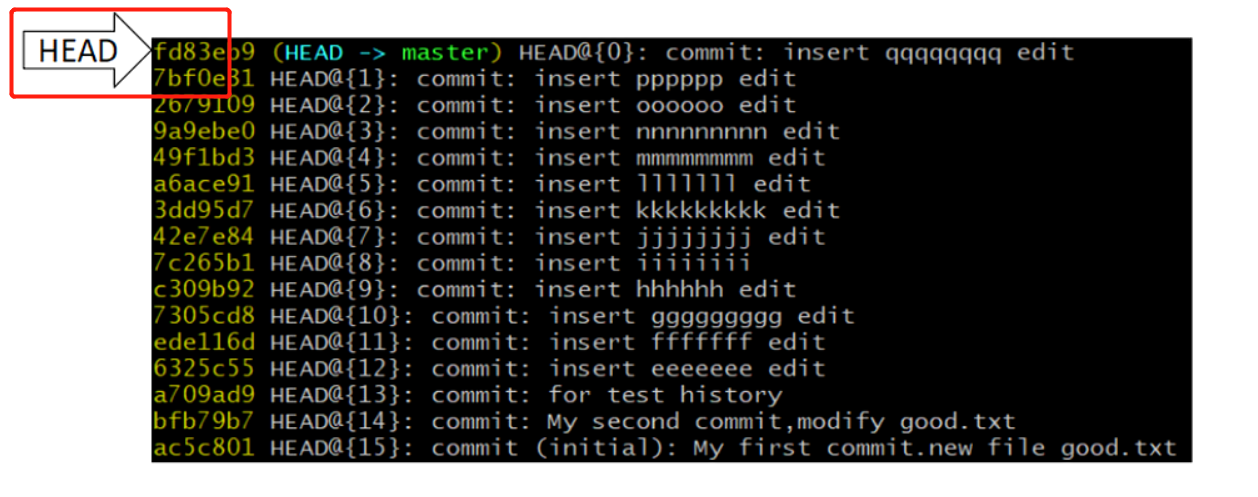 HEAD
fd83eb9 (HEAD -> master) HEAD@{0}: commit: insert qqqqqqqq edit
7bf0e81 HEAD@{1}: commit: insert pppppp edit
2679109 HEAD@{2}: commit: insert oooooo edit
9a9ebe0 HEAD@{3}: commit: insert nnnnnnnnn edit
49f1bd3 HEAD@{4}: commit: insert mmmmmmmm edit
a6ace91 HEAD@{5}: commit: insert lllllll edit
3dd95d7 HEAD@{6}: commit: insert kkkkkkkkk edit
42e7e84 HEAD@{7}: commit: insert jjjjjjjj edit
7c265b1 HEAD@{8}: commit: insert iiiiiiii
c309b92 HEAD@{9}: commit: insert hhhhhh edit
7305cd8 HEAD@{10}: commit: insert ggggggggg edit
ede116d HEAD@{11}: commit: insert fffffff edit
6325c55 HEAD@{12}: commit: insert eeeeeee edit
a709ad9 HEAD@{13}: commit: for test history
bfb79b7 HEAD@{14}: commit: My second commit,modify good.txt
ac5c801 HEAD@{15}: commit (initial): My first commit.new file good.txt